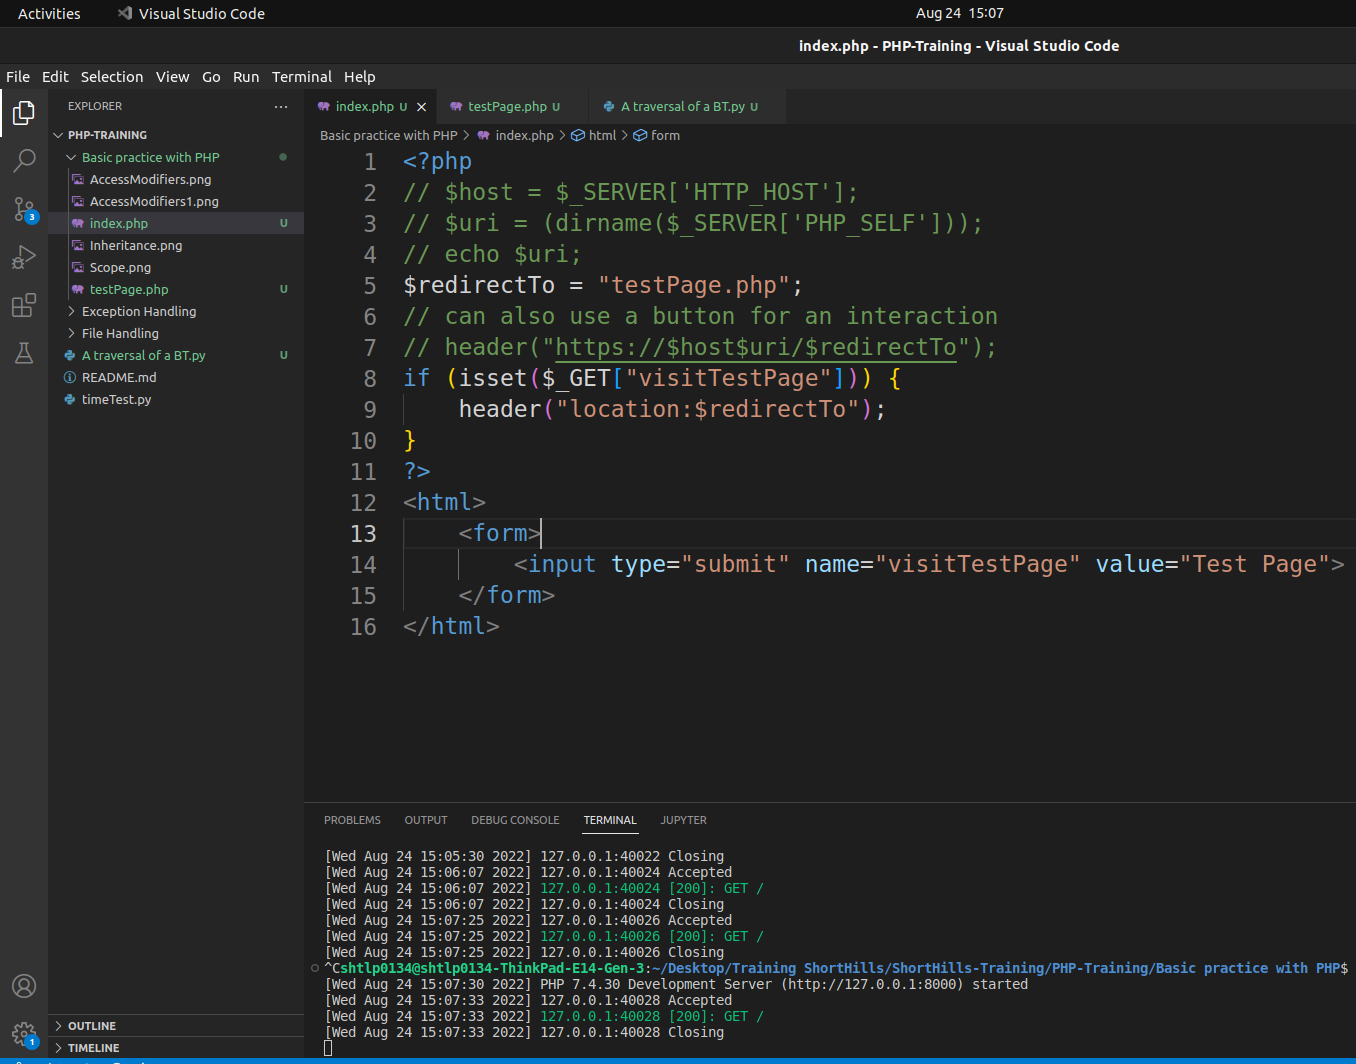 Activities
Visual Studio Code
Aug 24 15:07
index.php - PHP-Training - Visual Studio Code
File Edit Selection View Go Run Terminal Help
EXPLORER
PHP-TRAINING
Basic practice with PHP
AccessModifiers.png
AccessModifiers1.png
index.php U
Inheritance.png
Scope.png
testPage.php U
Exception Handling
File Handling
A traversal of a BT.py U
README.md
timeTest.py
3
1
OUTLINE
TIMELINE
index.php U
testPage.php U
A traversal of a BT.py U
Basic practice with PHP > index.php > html > form
1 <?php
2 // $host = $_SERVER['HTTP_HOST'];
3 // $uri = (dirname($_SERVER['PHP_SELF']));
4 // echo $uri;
5 $redirectTo = "testPage.php";
6 // can also use a button for an interaction
7 // header("https://$host$uri/$redirectTo");
8 if (isset($_GET["visitTestPage"])) {
9     header("location:$redirectTo");
10 }
11 ?>
12 <html>
13     <form>
14         <input type="submit" name="visitTestPage" value="Test Page">
15     </form>
16 </html>
PROBLEMS OUTPUT DEBUG CONSOLE TERMINAL JUPYTER
[Wed Aug 24 15:05:30 2022] 127.0.0.1:40022 Closing
[Wed Aug 24 15:06:07 2022] 127.0.0.1:40024 Accepted
[Wed Aug 24 15:06:07 2022] 127.0.0.1:40024 [200]: GET /
[Wed Aug 24 15:06:07 2022] 127.0.0.1:40024 Closing
[Wed Aug 24 15:07:25 2022] 127.0.0.1:40026 Accepted
[Wed Aug 24 15:07:25 2022] 127.0.0.1:40026 [200]: GET /
[Wed Aug 24 15:07:25 2022] 127.0.0.1:40026 Closing
^Cshtlp0134@shtlp0134-ThinkPad-E14-Gen-3:~/Desktop/Training ShortHills/ShortHills-Training/PHP-Training/Basic practice with PHP$
[Wed Aug 24 15:07:30 2022] PHP 7.4.30 Development Server (http://127.0.0.1:8000) started
[Wed Aug 24 15:07:33 2022] 127.0.0.1:40028 Accepted
[Wed Aug 24 15:07:33 2022] 127.0.0.1:40028 [200]: GET /
[Wed Aug 24 15:07:33 2022] 127.0.0.1:40028 Closing